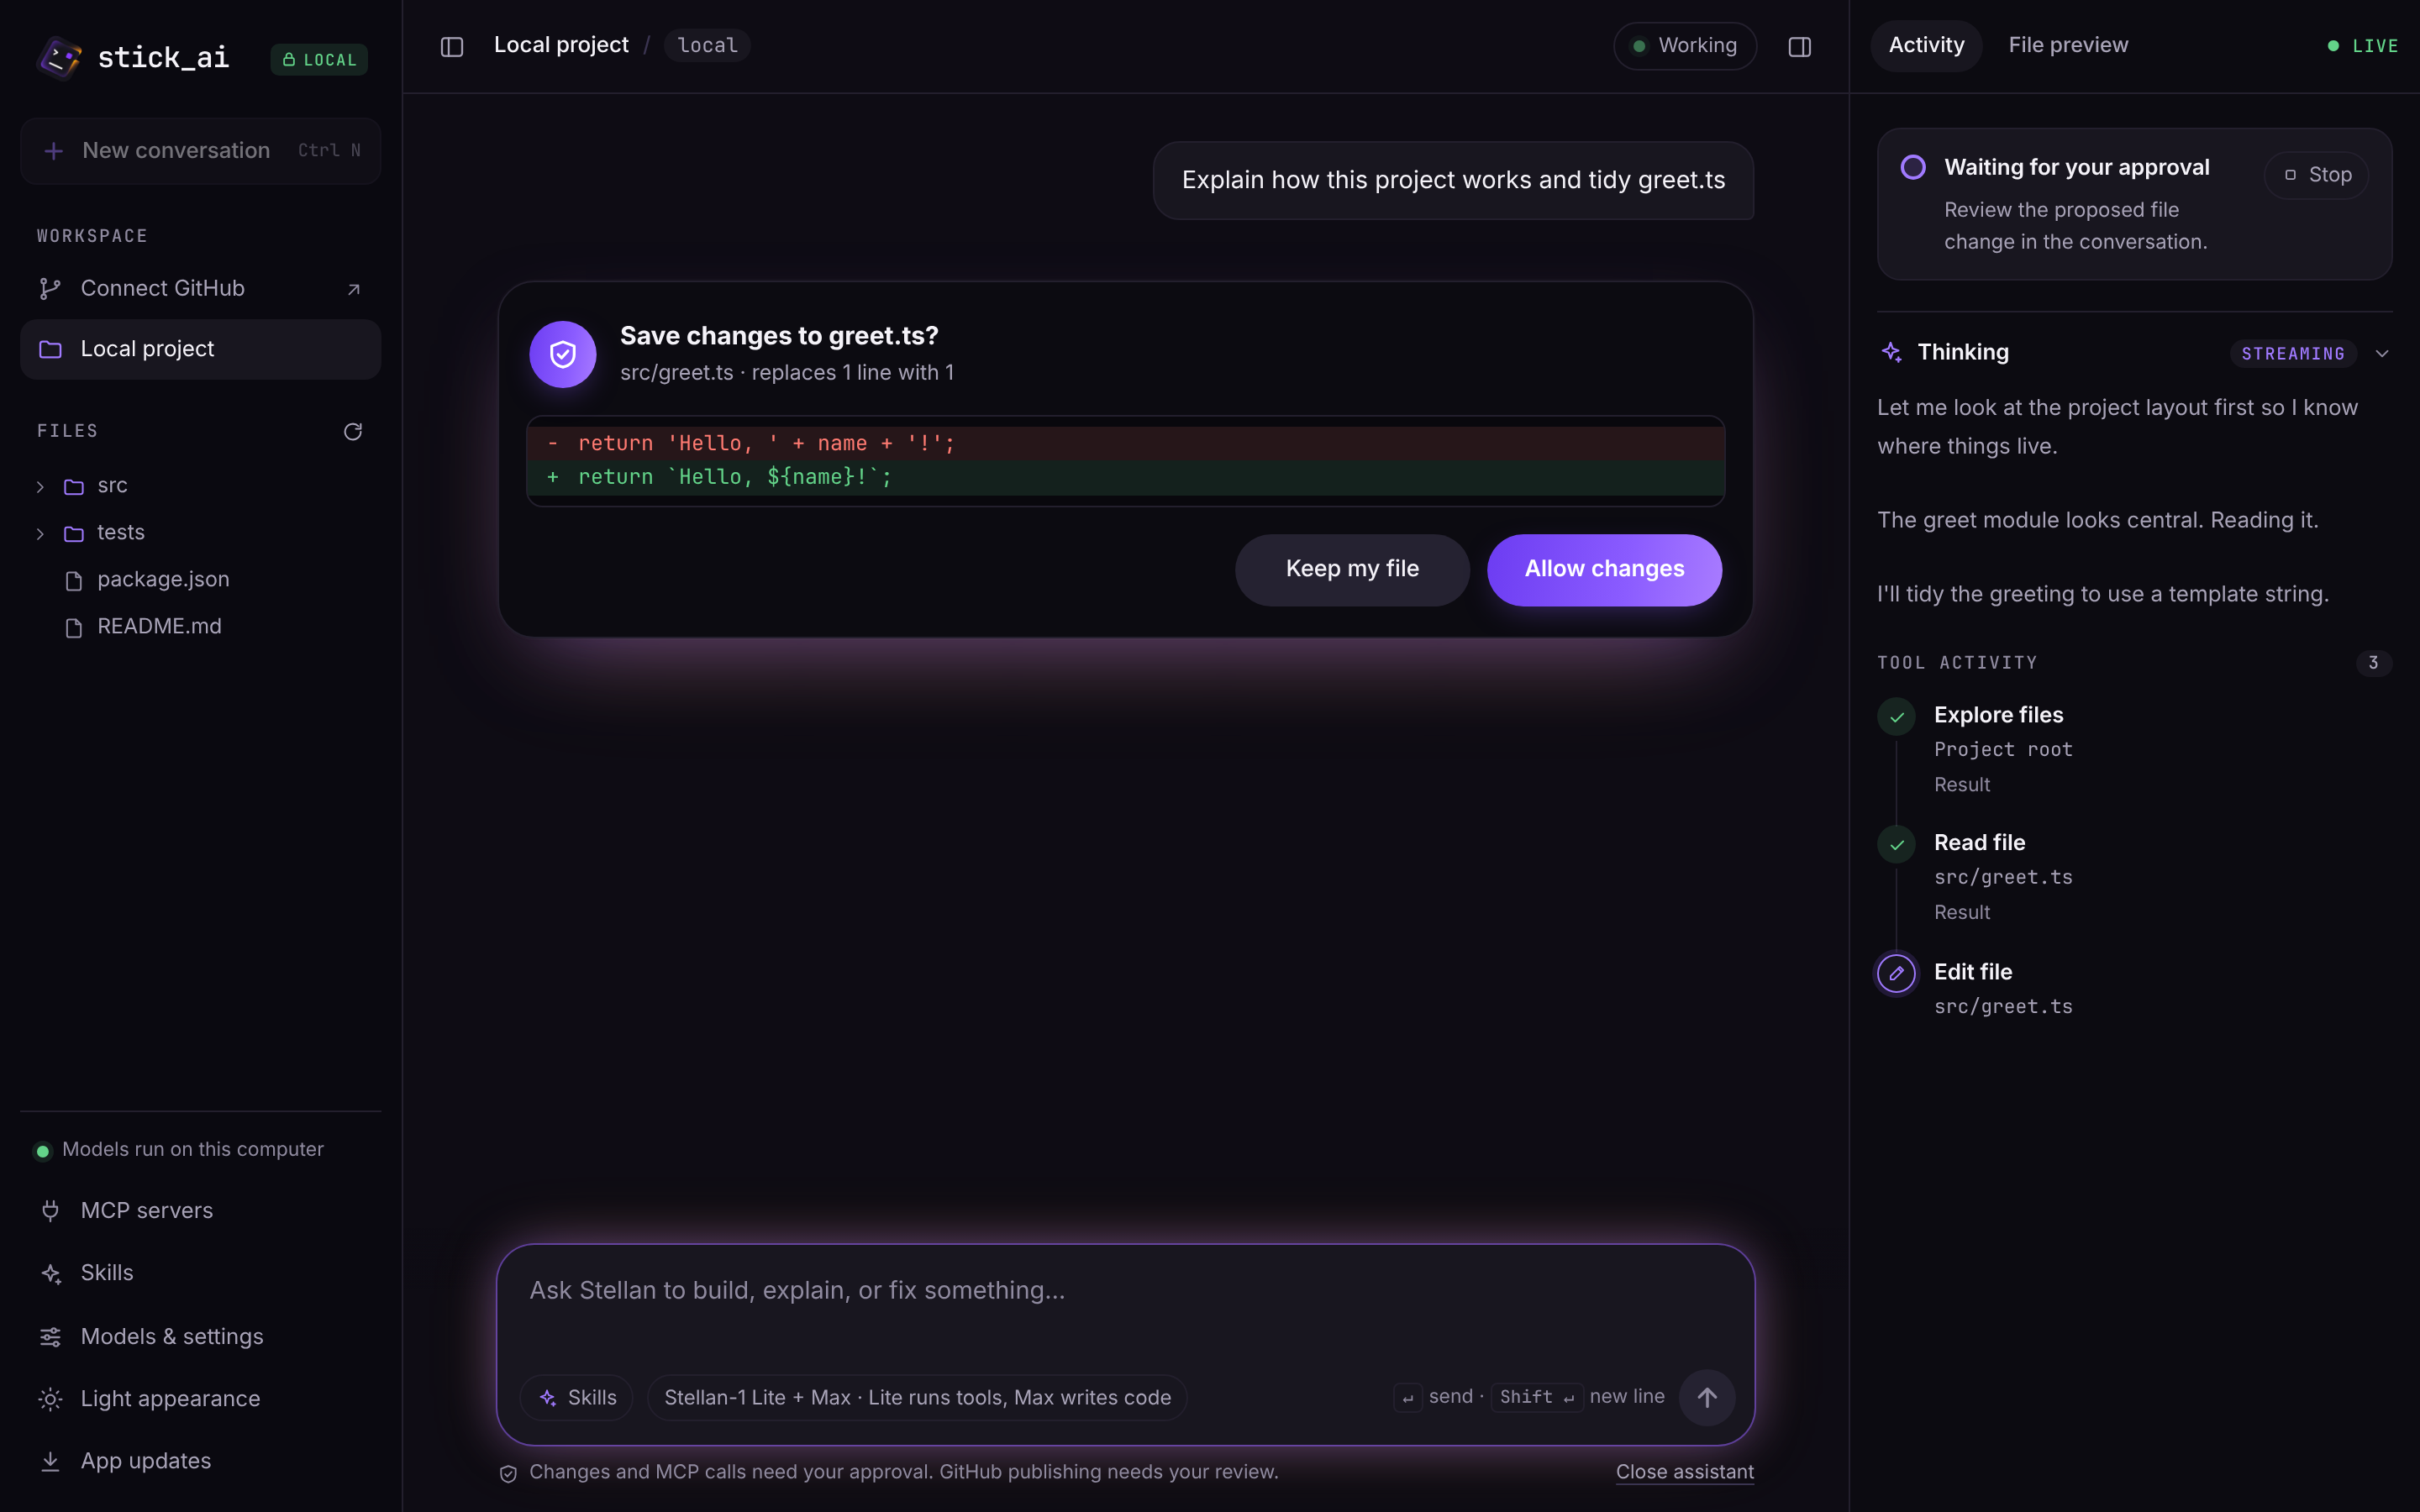 stick_ai
LOCAL
New conversation Ctrl N
WORKSPACE
Connect GitHub
Local project
FILES
src
tests
package.json
README.md
Models run on this computer
MCP servers
Skills
Models & settings
Light appearance
App updates
Local project / local
Working
Explain how this project works and tidy greet.ts
Save changes to greet.ts?
src/greet.ts · replaces 1 line with 1
- return 'Hello, ' + name + '!';
+ return `Hello, ${name}!`;
Keep my file
Allow changes
Ask Stellan to build, explain, or fix something...
Skills
Stellan-1 Lite + Max · Lite runs tools, Max writes code
↵ send · Shift ↵ new line
Changes and MCP calls need your approval. GitHub publishing needs your review.
Close assistant
Activity
File preview
LIVE
Waiting for your approval
Stop
Review the proposed file
change in the conversation.
Thinking
STREAMING
Let me look at the project layout first so I know
where things live.
The greet module looks central. Reading it.
I'll tidy the greeting to use a template string.
TOOL ACTIVITY 3
Explore files
Project root
Result
Read file
src/greet.ts
Result
Edit file
src/greet.ts